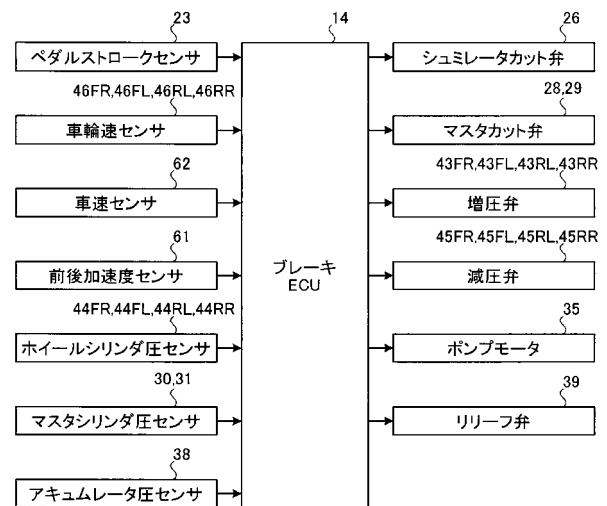 23
ペダルストロークセンサ
46FR,46FL,46RL,46RR
車輪速センサ
62
車速センサ
61
前後加速度センサ
44FR,44FL,44RL,44RR
ホイールシリンダ圧センサ
30,31
マスタシリンダ圧センサ
38
アキュムレータ圧センサ
14
ブレーキ
ECU
26
シュミレータカット弁
28,29
マスタカット弁
43FR,43FL,43RL,43RR
増圧弁
45FR,45FL,45RL,45RR
減圧弁
35
ポンプモータ
39
リリーフ弁